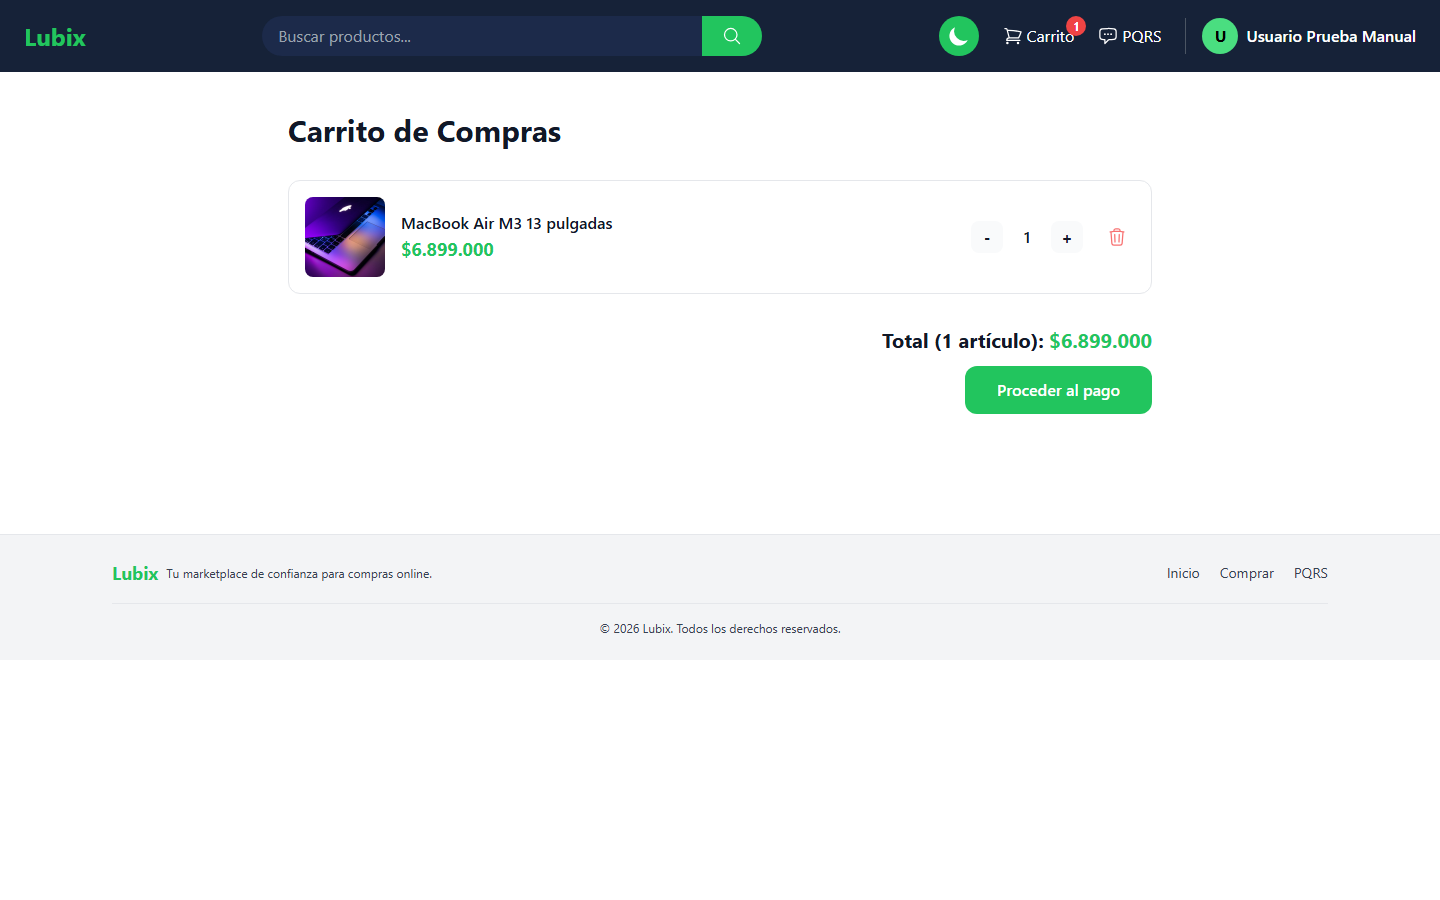 Lubix
Buscar productos...
Carrito
1
PQRS
U
Usuario Prueba Manual
Carrito de Compras
MacBook Air M3 13 pulgadas
$6.899.000
-
1
+
Total (1 artículo): $6.899.000
Proceder al pago
Lubix Tu marketplace de confianza para compras online.
Inicio
Comprar
PQRS
© 2026 Lubix. Todos los derechos reservados.